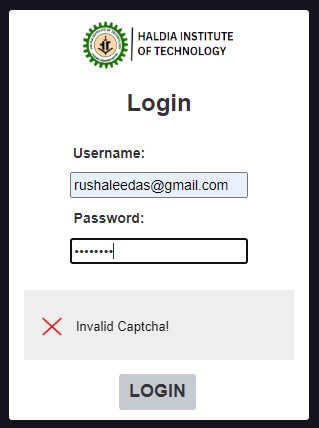 HALDIA INSTITUTE
OF TECHNOLOGY
Login
Username:
rushaleedas@gmail.com
Password:
••••••••
Invalid Captcha!
LOGIN